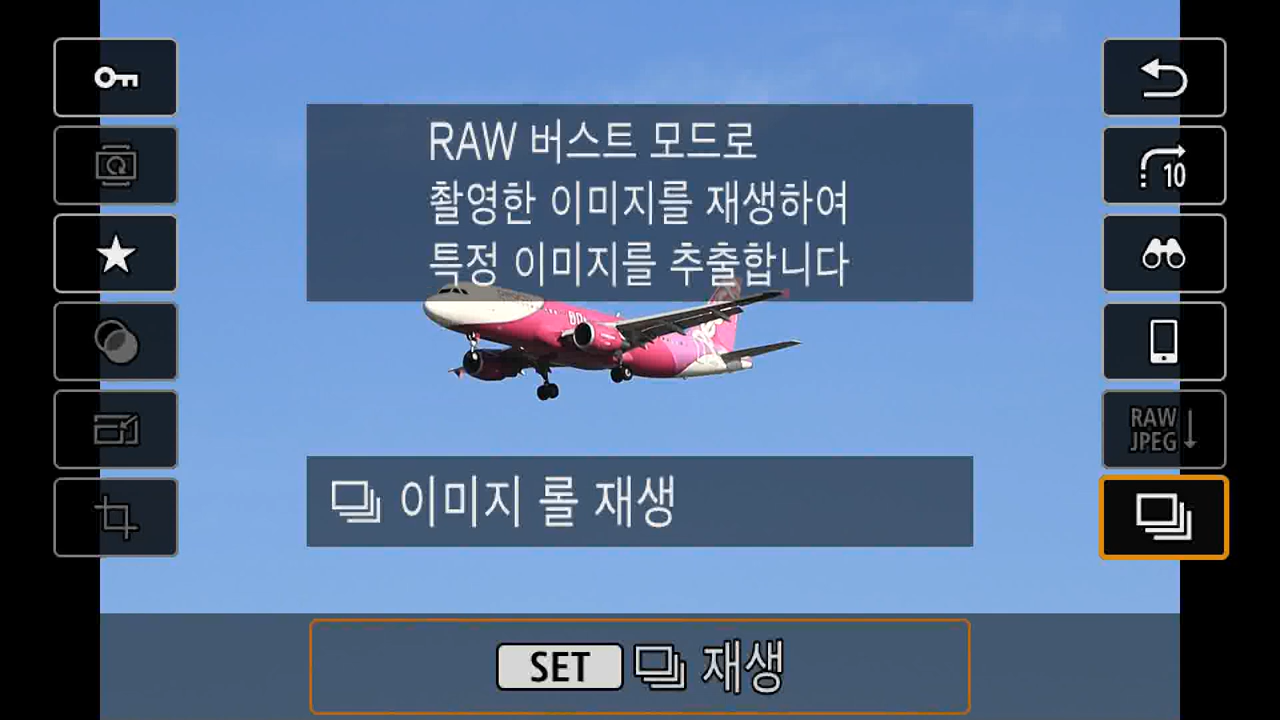 RAW 버스트 모드로
촬영한 이미지를 재생하여
특정 이미지를 추출합니다
10
RAW
JPEG
이미지 롤 재생
SET 재생